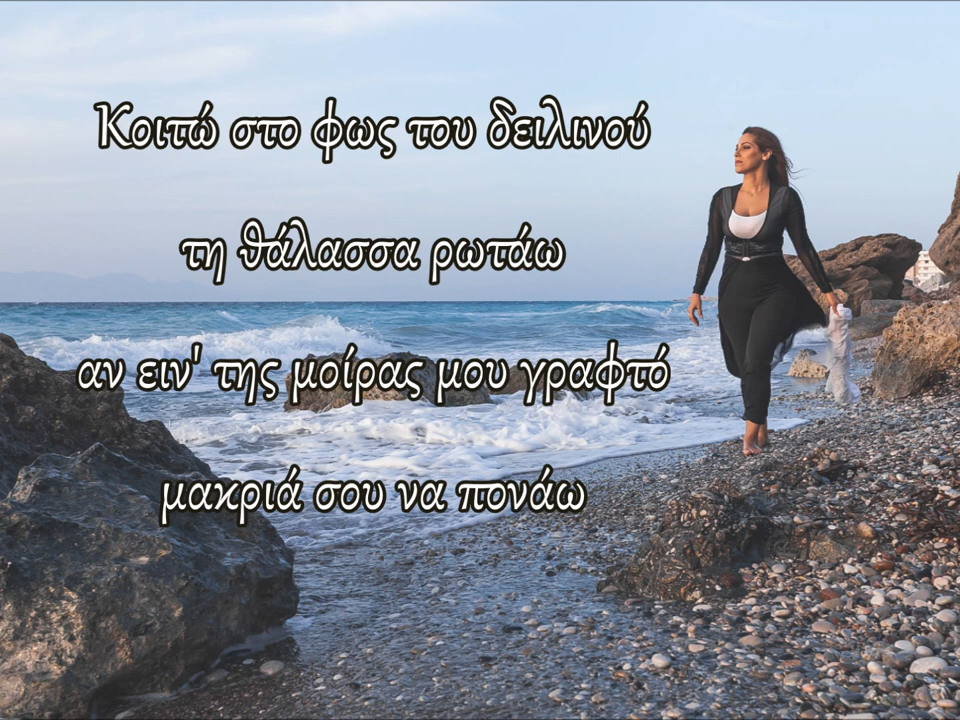 Κοιτώ στο φως του δειλινού
τη θάλασσα ρωτάω
αν ειν' της μοίρας μου γραφτό
μακριά σου να πονάω